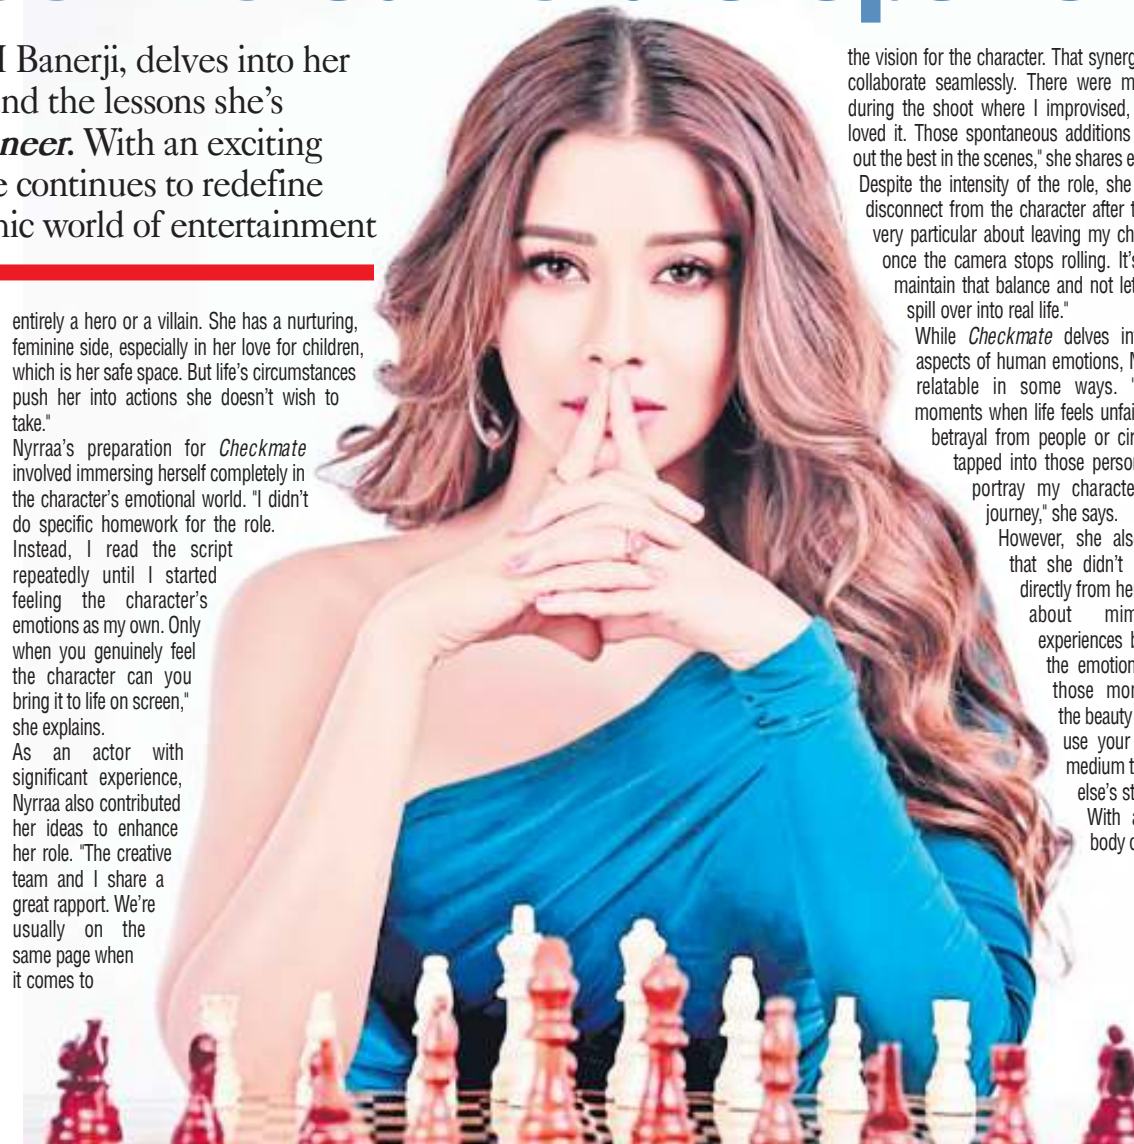 I Banerji, delves into her
nd the lessons she's
neer. With an exciting
e continues to redefine
nic world of entertainment
entirely a hero or a villain. She has a nurturing,
feminine side, especially in her love for children,
which is her safe space. But life's circumstances
push her into actions she doesn't wish to
take."
Nyrraa's preparation for Checkmate
involved immersing herself completely in
the character's emotional world. "I didn't
do specific homework for the role.
Instead, I read the script
repeatedly until I started
feeling the character's
emotions as my own. Only
when you genuinely feel
the character can you
bring it to life on screen,"
she explains.
As an actor with
significant experience,
Nyrraa also contributed
her ideas to enhance
her role. "The creative
team and I share a
great rapport. We're
usually on the
same page when
it comes to
the vision for the character. That synerg
collaborate seamlessly. There were m
during the shoot where I improvised,
loved it. Those spontaneous additions
out the best in the scenes," she shares e
Despite the intensity of the role, she
disconnect from the character after t
very particular about leaving my ch
once the camera stops rolling. It's
maintain that balance and not let
spill over into real life."
While Checkmate delves in
aspects of human emotions, N
relatable in some ways. "
moments when life feels unfai
betrayal from people or cir
tapped into those person
portray my characte
journey," she says.
However, she als
that she didn't
directly from he
about mim
experiences b
the emotion
those mor
the beauty
use your
medium t
else's st
With a
body o